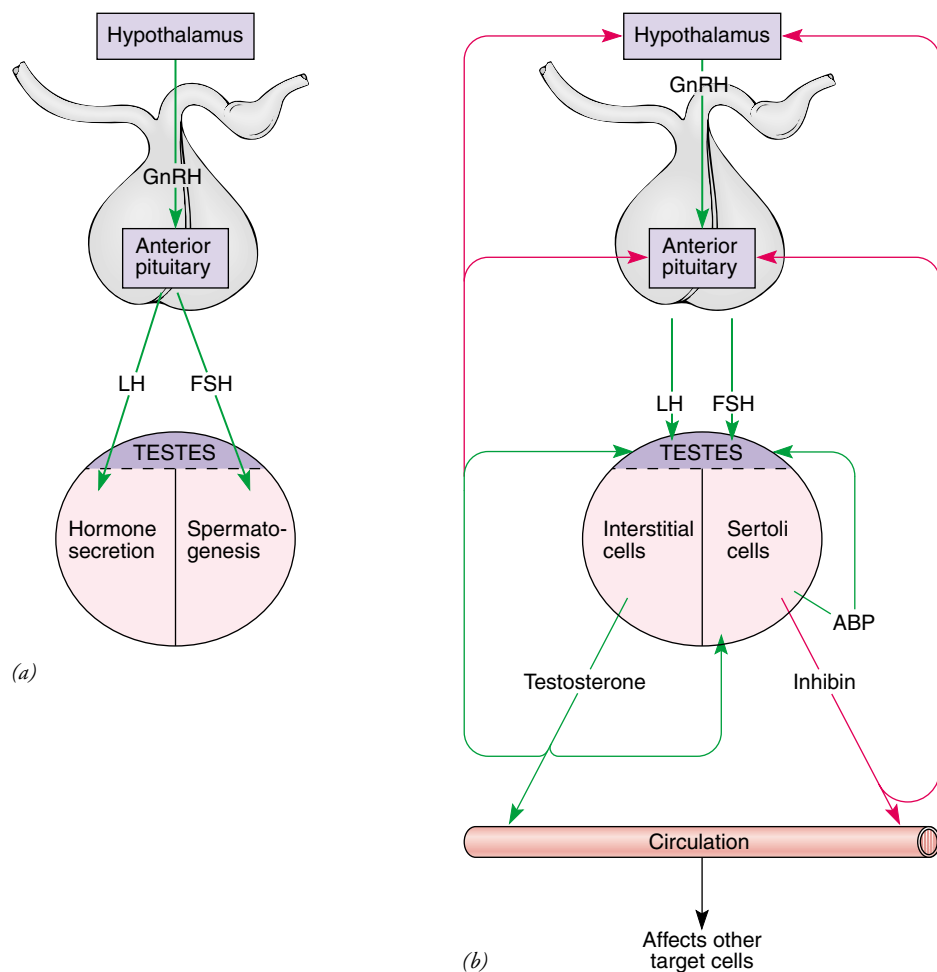 Hypothalamus
GnRH
Anterior
pituitary
LH
FSH
TESTES
Hormone
secretion
Spermato-
genesis
(a)
Hypothalamus
GnRH
Anterior
pituitary
LH
FSH
TESTES
Interstitial
cells
Sertoli
cells
ABP
Testosterone
Inhibin
Circulation
Affects other
target cells
(b)